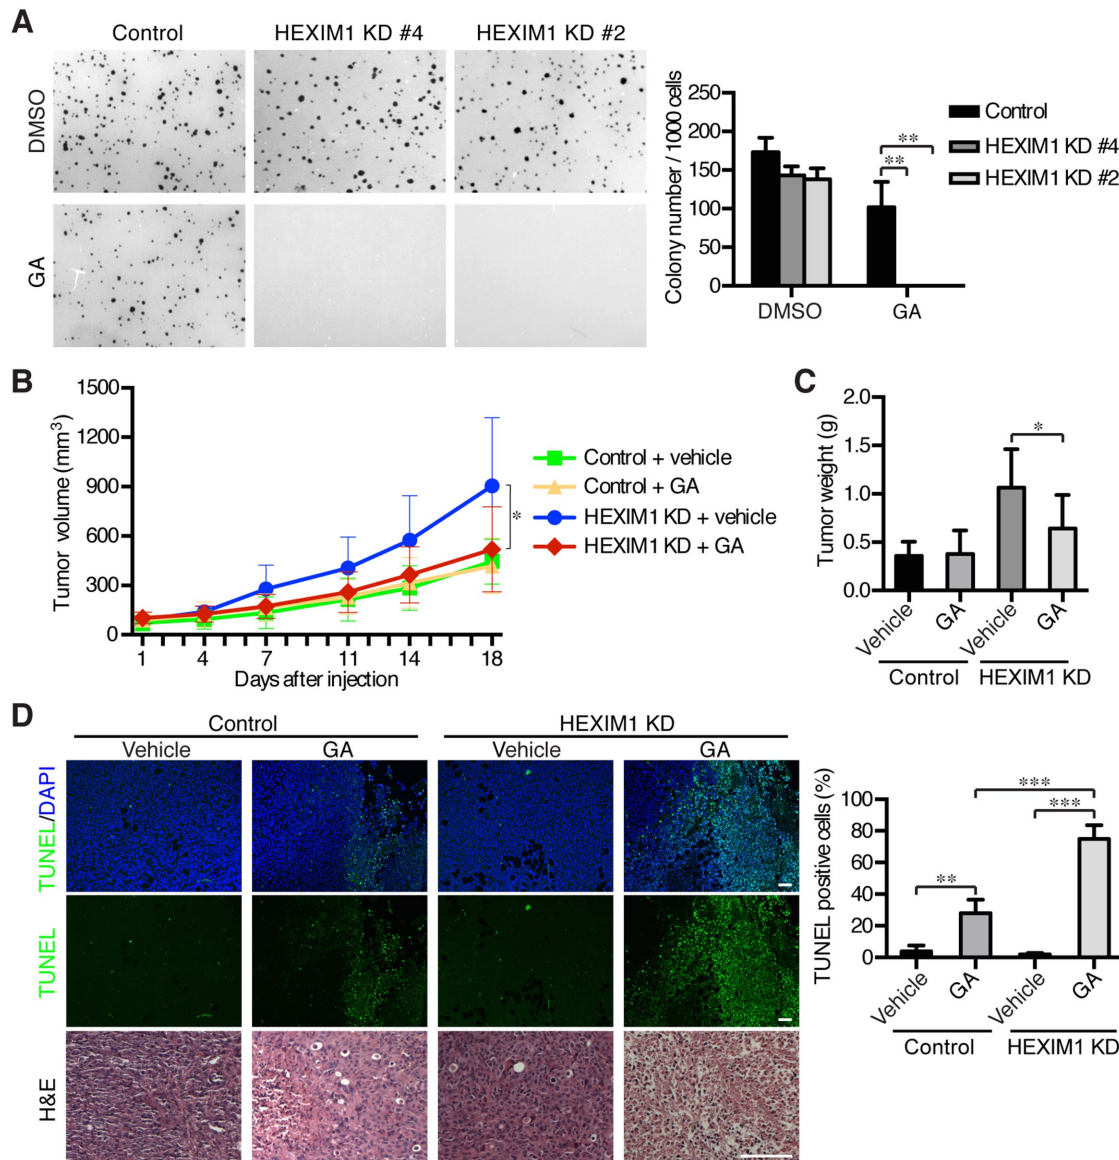 A
Control
HEXIM1 KD #4
HEXIM1 KD #2
DMSO
GA
Colony number / 1000 cells
250
200
150
100
50
0
**
**
DMSO
GA
Control
HEXIM1 KD #4
HEXIM1 KD #2
B
Tumor volume (mm³)
1500
1200
900
600
300
0
1 4 7 11 14 18
Days after injection
*
Control + vehicle
Control + GA
HEXIM1 KD + vehicle
HEXIM1 KD + GA
C
Tumor weight (g)
2.0
1.5
1.0
0.5
0.0
*
Vehicle
GA
Vehicle
GA
Control
HEXIM1 KD
D
Control
HEXIM1 KD
Vehicle
GA
Vehicle
GA
TUNEL/DAPI
TUNEL
H&E
TUNEL positive cells (%)
100
80
60
40
20
0
***
***
**
Vehicle
GA
Vehicle
GA
Control
HEXIM1 KD